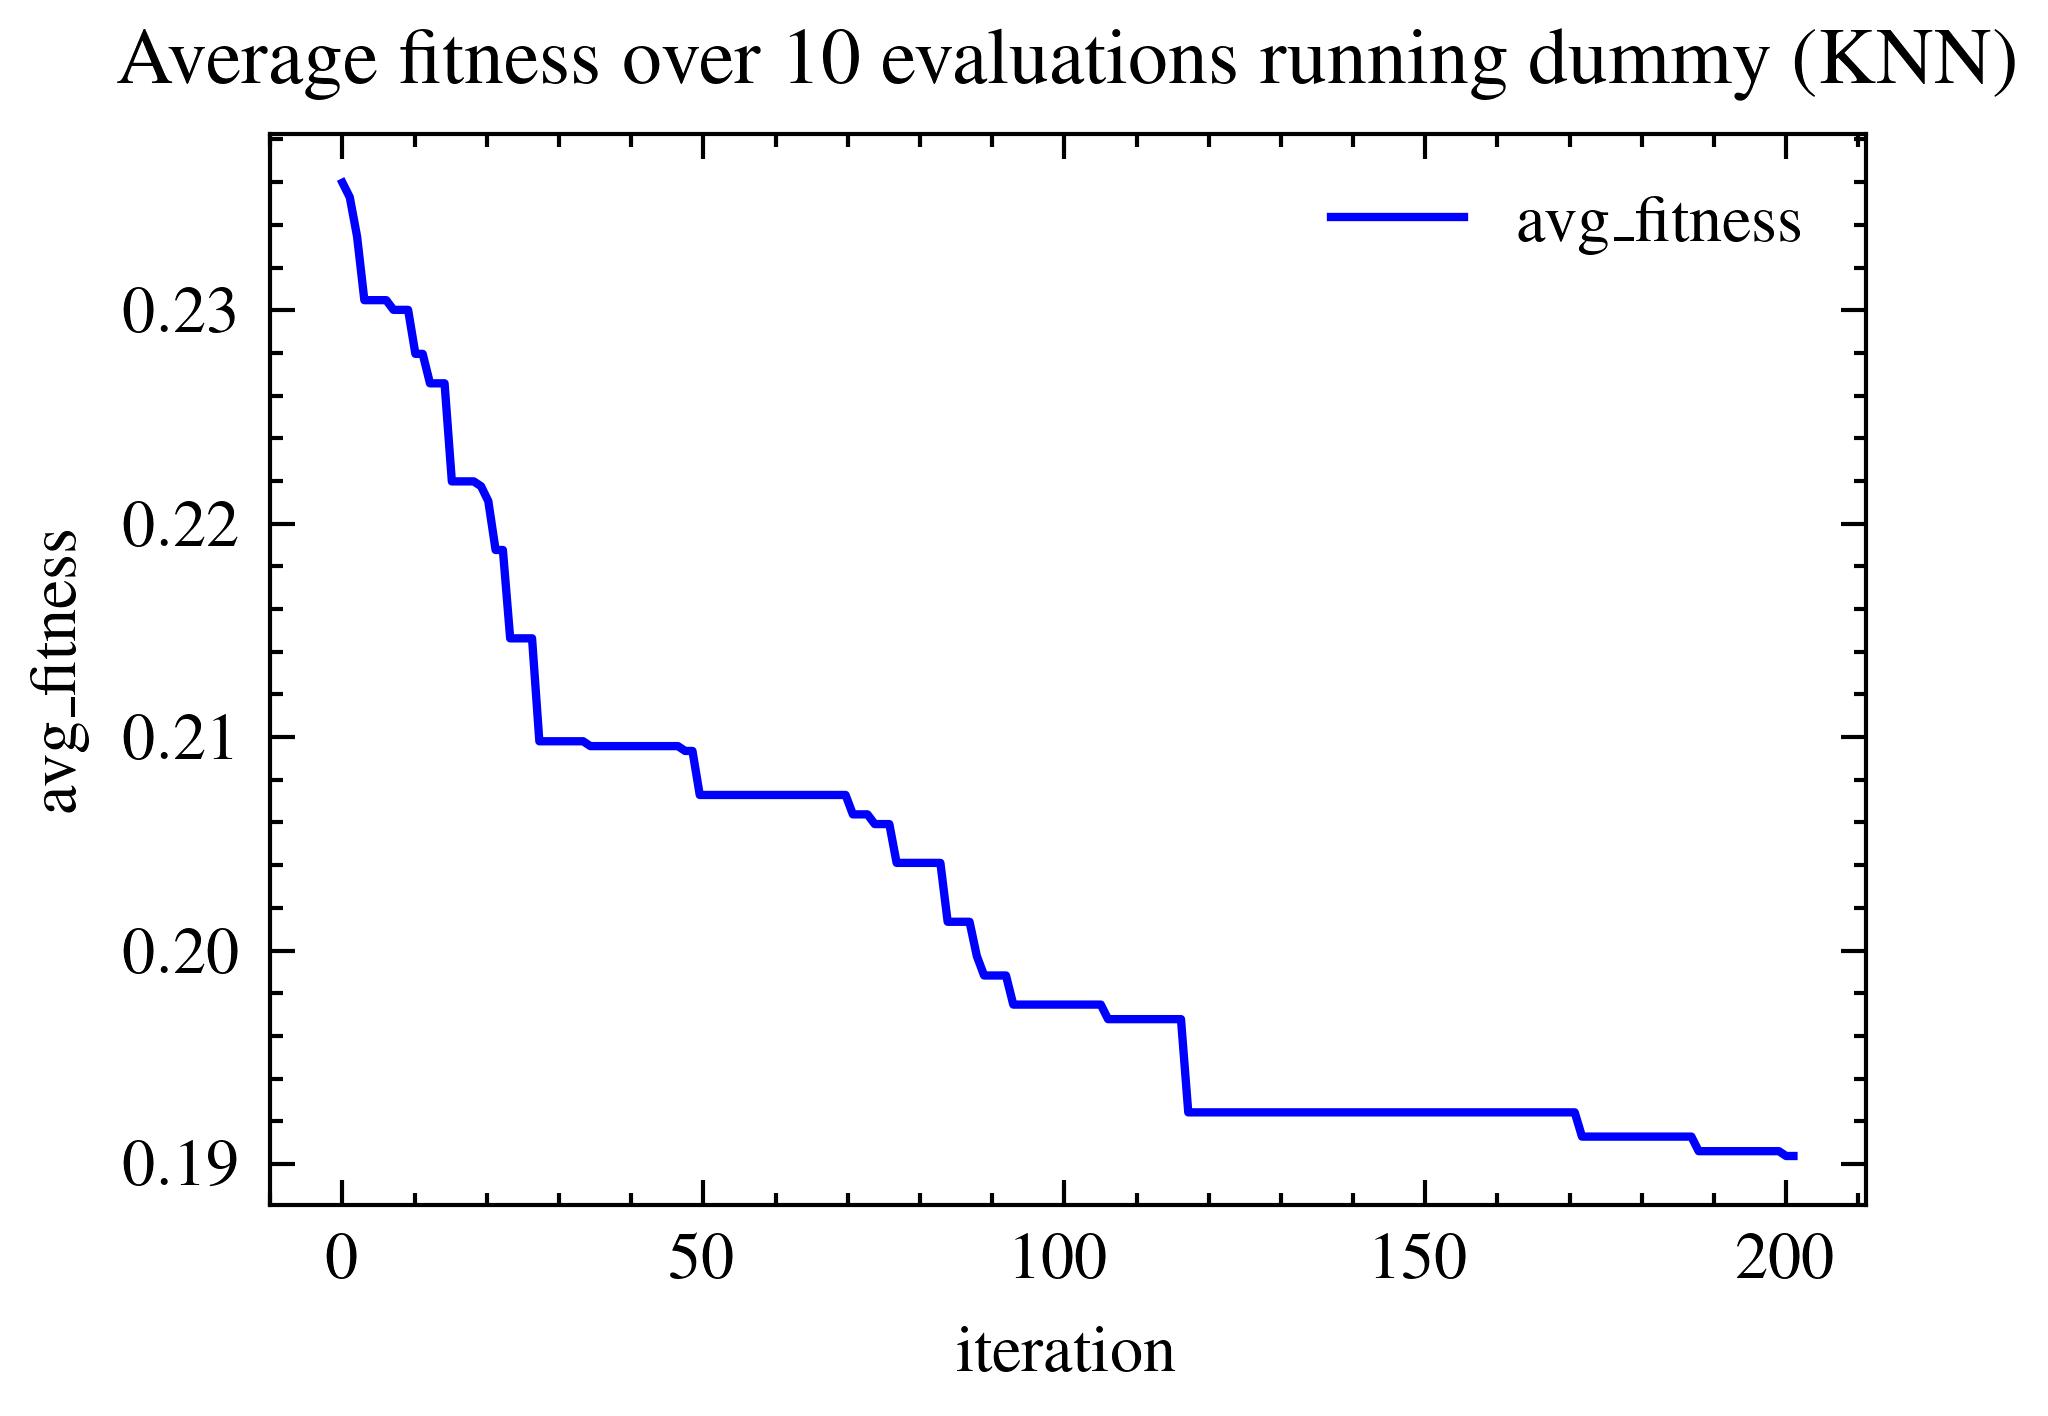 Average fitness over 10 evaluations running dummy (KNN)
avg_fitness
0.23
0.22
0.21
0.20
0.19
avg_fitness
0
50
100
150
200
iteration